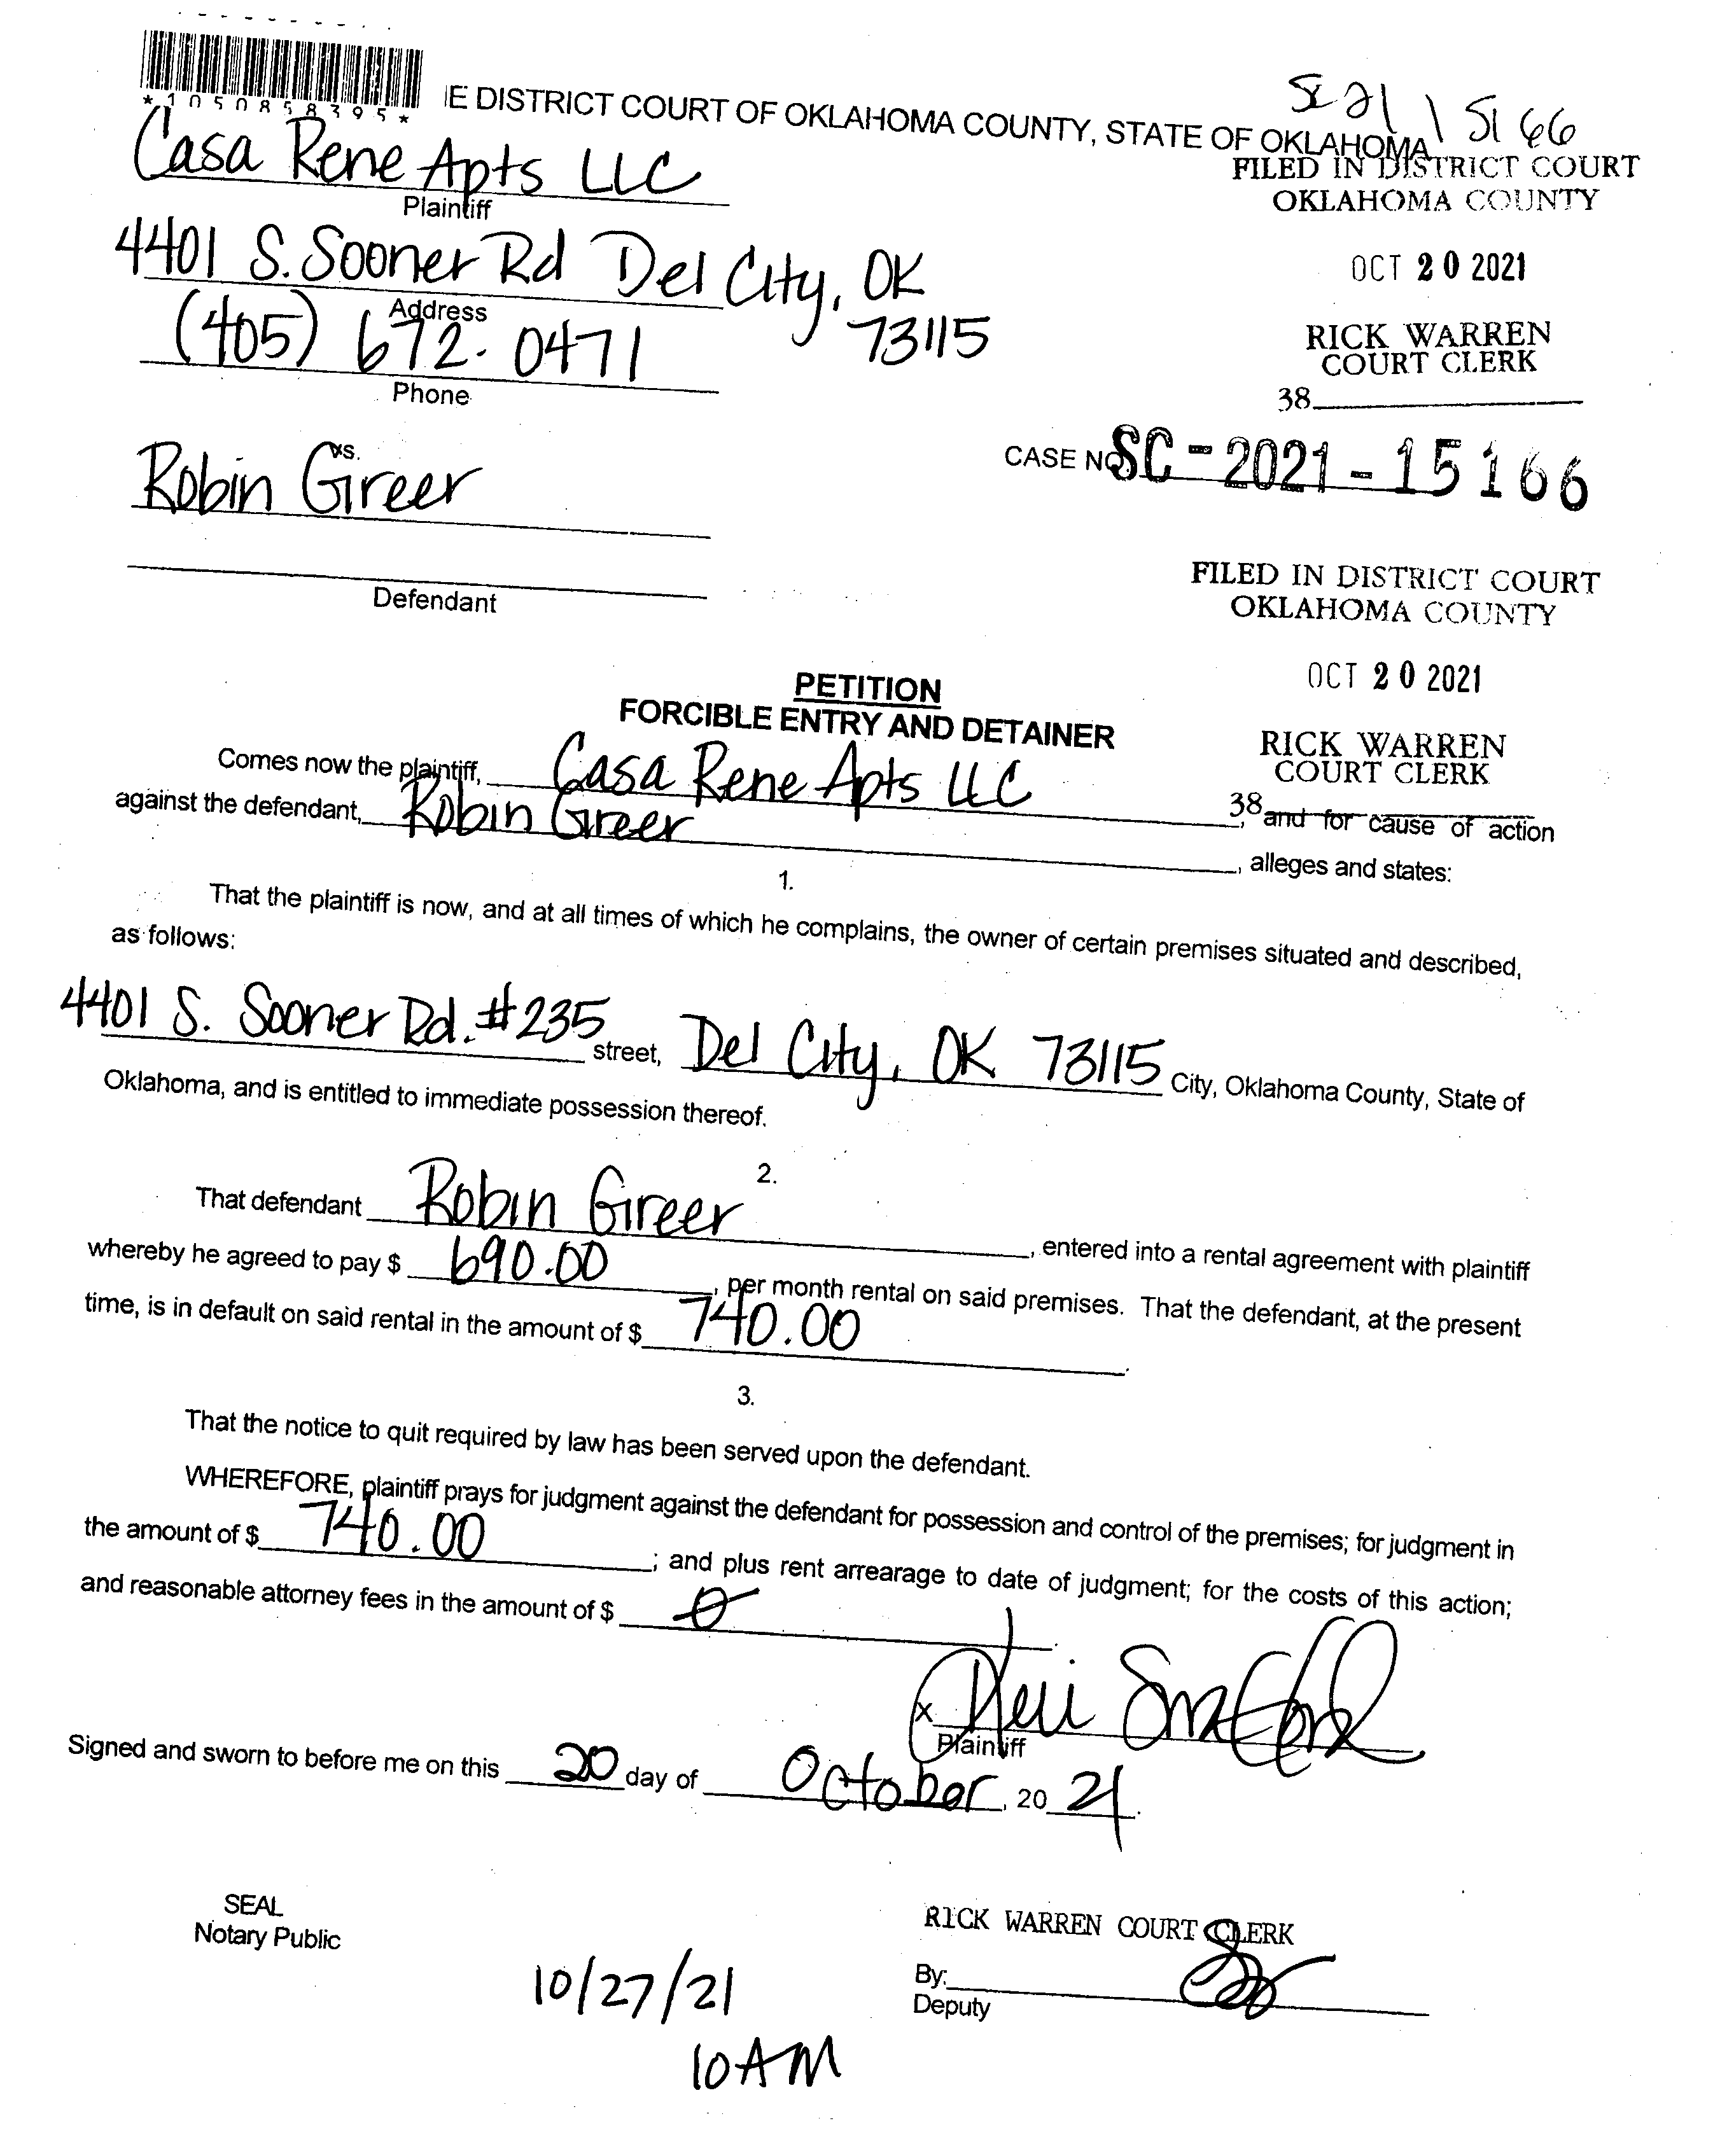 *1050858395*
E DISTRICT COURT OF OKLAHOMA COUNTY, STATE OF OKLAHOMA
15166
Casa Rene Apts LLC
Plaintiff
FILED IN DISTRICT COURT
OKLAHOMA COUNTY
4401 S. Sooner Rd Del City, OK
73115
Address
OCT 20 2021
(405) 672-0471
Phone
RICK WARREN
COURT CLERK
38
vs.
CASE NO. SC-2021-15166
Robin Greer
Defendant
FILED IN DISTRICT COURT
OKLAHOMA COUNTY
OCT 20 2021
PETITION
FORCIBLE ENTRY AND DETAINER
RICK WARREN
COURT CLERK
38
Comes now the plaintiff, Casa Rene Apts LLC, and for cause of action
against the defendant, Robin Greer, alleges and states:
1.
That the plaintiff is now, and at all times of which he complains, the owner of certain premises situated and described,
as follows:
4401 S. Sooner Rd. #235 street, Del City, OK 73115 City, Oklahoma County, State of
Oklahoma, and is entitled to immediate possession thereof.
2.
That defendant Robin Greer, entered into a rental agreement with plaintiff
whereby he agreed to pay $ 690.00, per month rental on said premises. That the defendant, at the present
time, is in default on said rental in the amount of $ 740.00.
3.
That the notice to quit required by law has been served upon the defendant.
WHEREFORE, plaintiff prays for judgment against the defendant for possession and control of the premises; for judgment in
the amount of $ 740.00; and plus rent arrearage to date of judgment; for the costs of this action;
and reasonable attorney fees in the amount of $ 0.
X
Plaintiff
Signed and sworn to before me on this 20 day of October, 20 21.
SEAL
Notary Public
RICK WARREN COURT CLERK
By:
Deputy
10/27/21
10AM